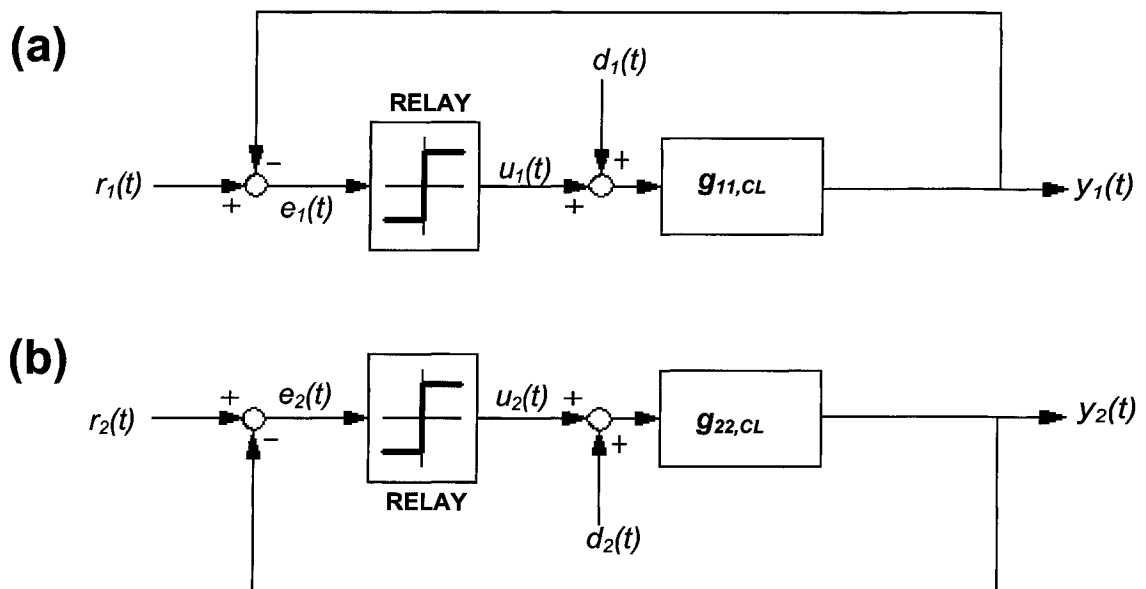 (a)
d₁(t)
RELAY
r₁(t)
+
−
e₁(t)
u₁(t)
+
+
g₁₁,CL
y₁(t)
(b)
r₂(t)
+
−
e₂(t)
u₂(t)
+
+
g₂₂,CL
y₂(t)
RELAY
d₂(t)